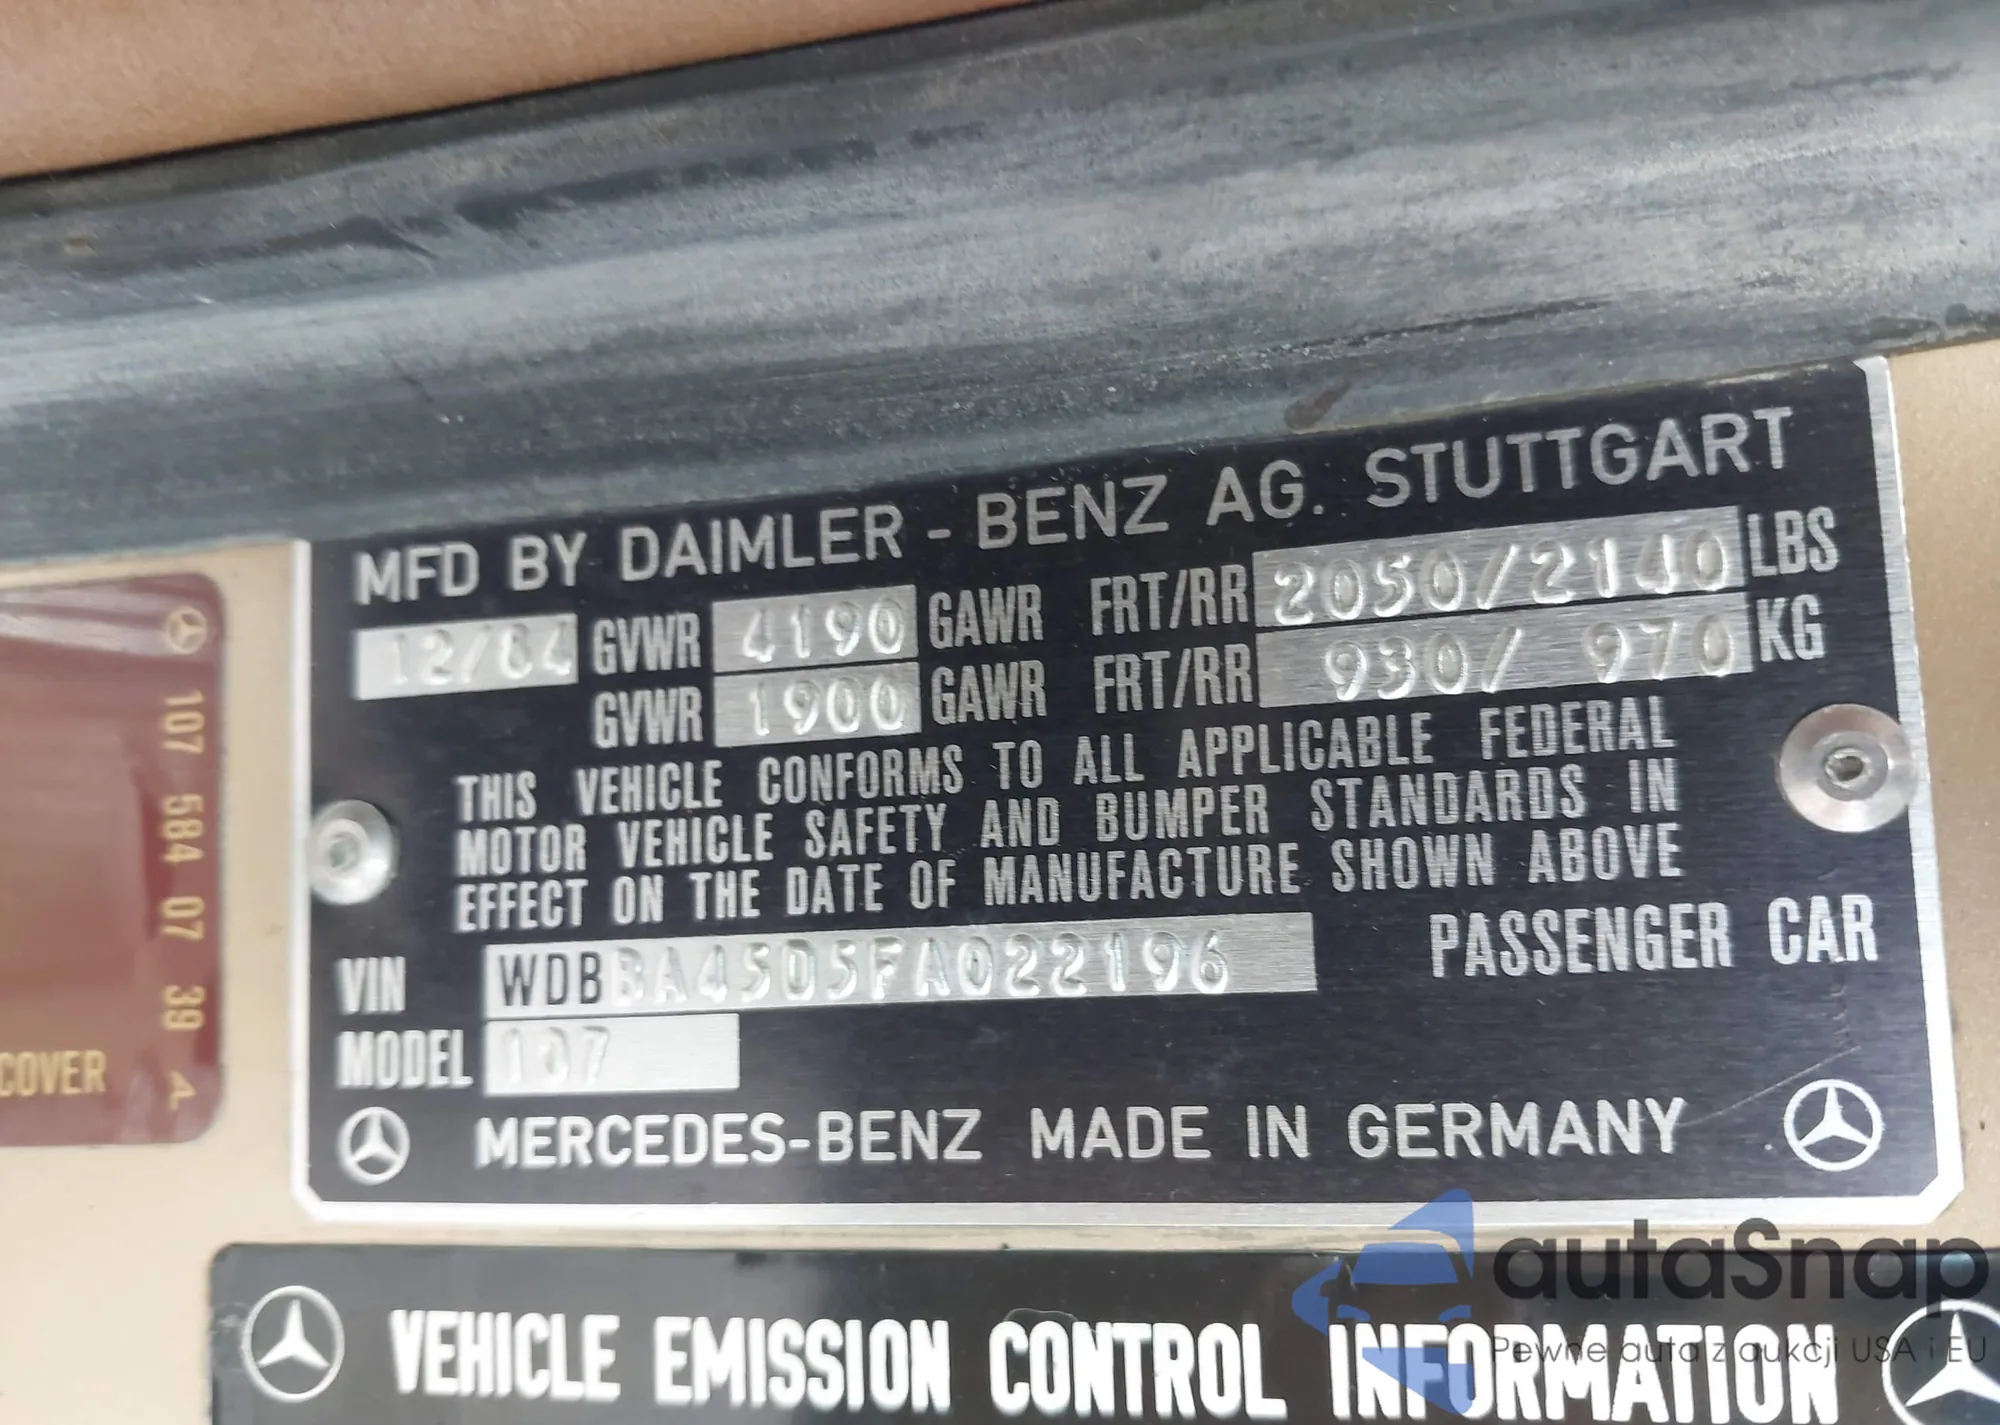 MFD BY DAIMLER - BENZ AG. STUTTGART
12/84 GVWR 4190 GAWR FRT/RR 2050/2140 LBS
GVWR 1900 GAWR FRT/RR 930/ 970 KG
THIS VEHICLE CONFORMS TO ALL APPLICABLE FEDERAL
MOTOR VEHICLE SAFETY AND BUMPER STANDARDS IN
EFFECT ON THE DATE OF MANUFACTURE SHOWN ABOVE
VIN WDBBA45D5FA022196 PASSENGER CAR
MODEL 107
MERCEDES-BENZ MADE IN GERMANY
107 584 07 39 A
COVER
VEHICLE EMISSION CONTROL INFORMATION
autaSnap
Pewne auta z aukcji USA i EU